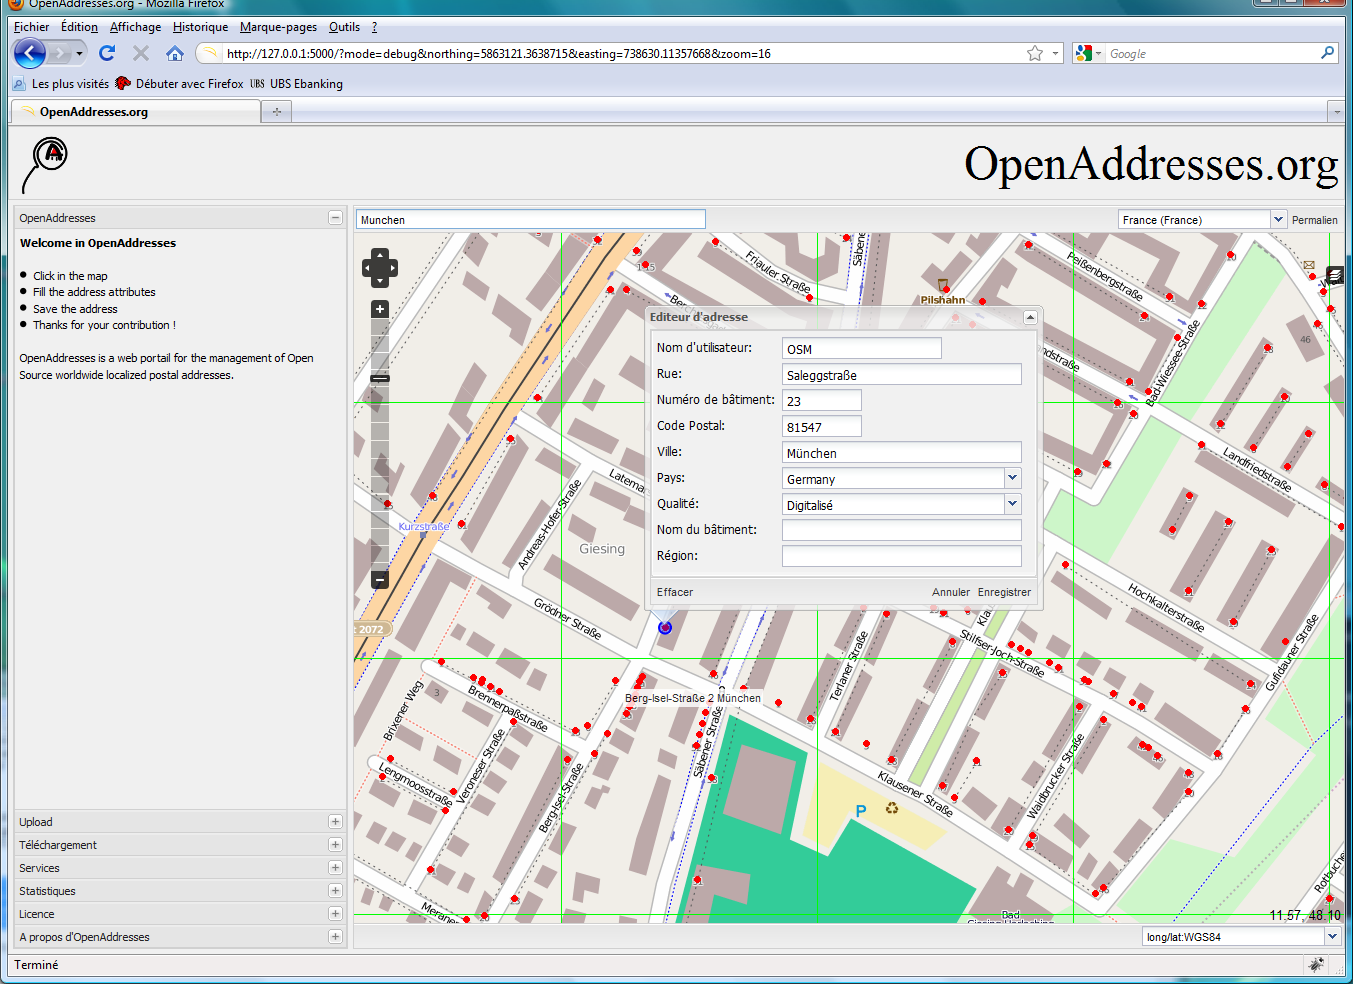 OpenAddresses.org - Mozilla Firefox
Fichier Édition Affichage Historique Marque-pages Outils ?
http://127.0.0.1:5000/?mode=debug&northing=5863121.3638715&easting=738630.11357668&zoom=16
Google
Les plus visités Débuter avec Firefox UBS UBS Ebanking
OpenAddresses.org
OpenAddresses.org
OpenAddresses
Welcome in OpenAddresses
Click in the map
Fill the address attributes
Save the address
Thanks for your contribution !
OpenAddresses is a web portail for the management of Open
Source worldwide localized postal addresses.
Upload
Téléchargement
Services
Statistiques
Licence
A propos d'OpenAddresses
Munchen
France (France)
Permalien
Friauler Straße
Peißenbergstraße
Pilshahn
Bad-Wiessee-Straße
46
Landfriedstraße
Editeur d'adresse
Nom d'utilisateur: OSM
Rue: Saleggstraße
Numéro de bâtiment: 23
Code Postal: 81547
Ville: München
Pays: Germany
Qualité: Digitalisé
Nom du bâtiment:
Région:
Effacer Annuler Enregistrer
Kurzstraße
Andreas-Hofer-Straße
Giesing
Grödner Straße
2072
Hochkalterstraße
Stilfser-Joch-Straße
Terlaner Straße
Gufidauner Straße
Berg-Isel-Straße 2 München
Brixener Weg
3
Brennerpaßstraße
Säbener Straße
Veroneser Straße
Lengmoosstraße
Berg-Isel-Straße
Klausener Straße
Waidbrucker Straße
P
Bad
11.57, 48.10
long/lat:WGS84
Terminé